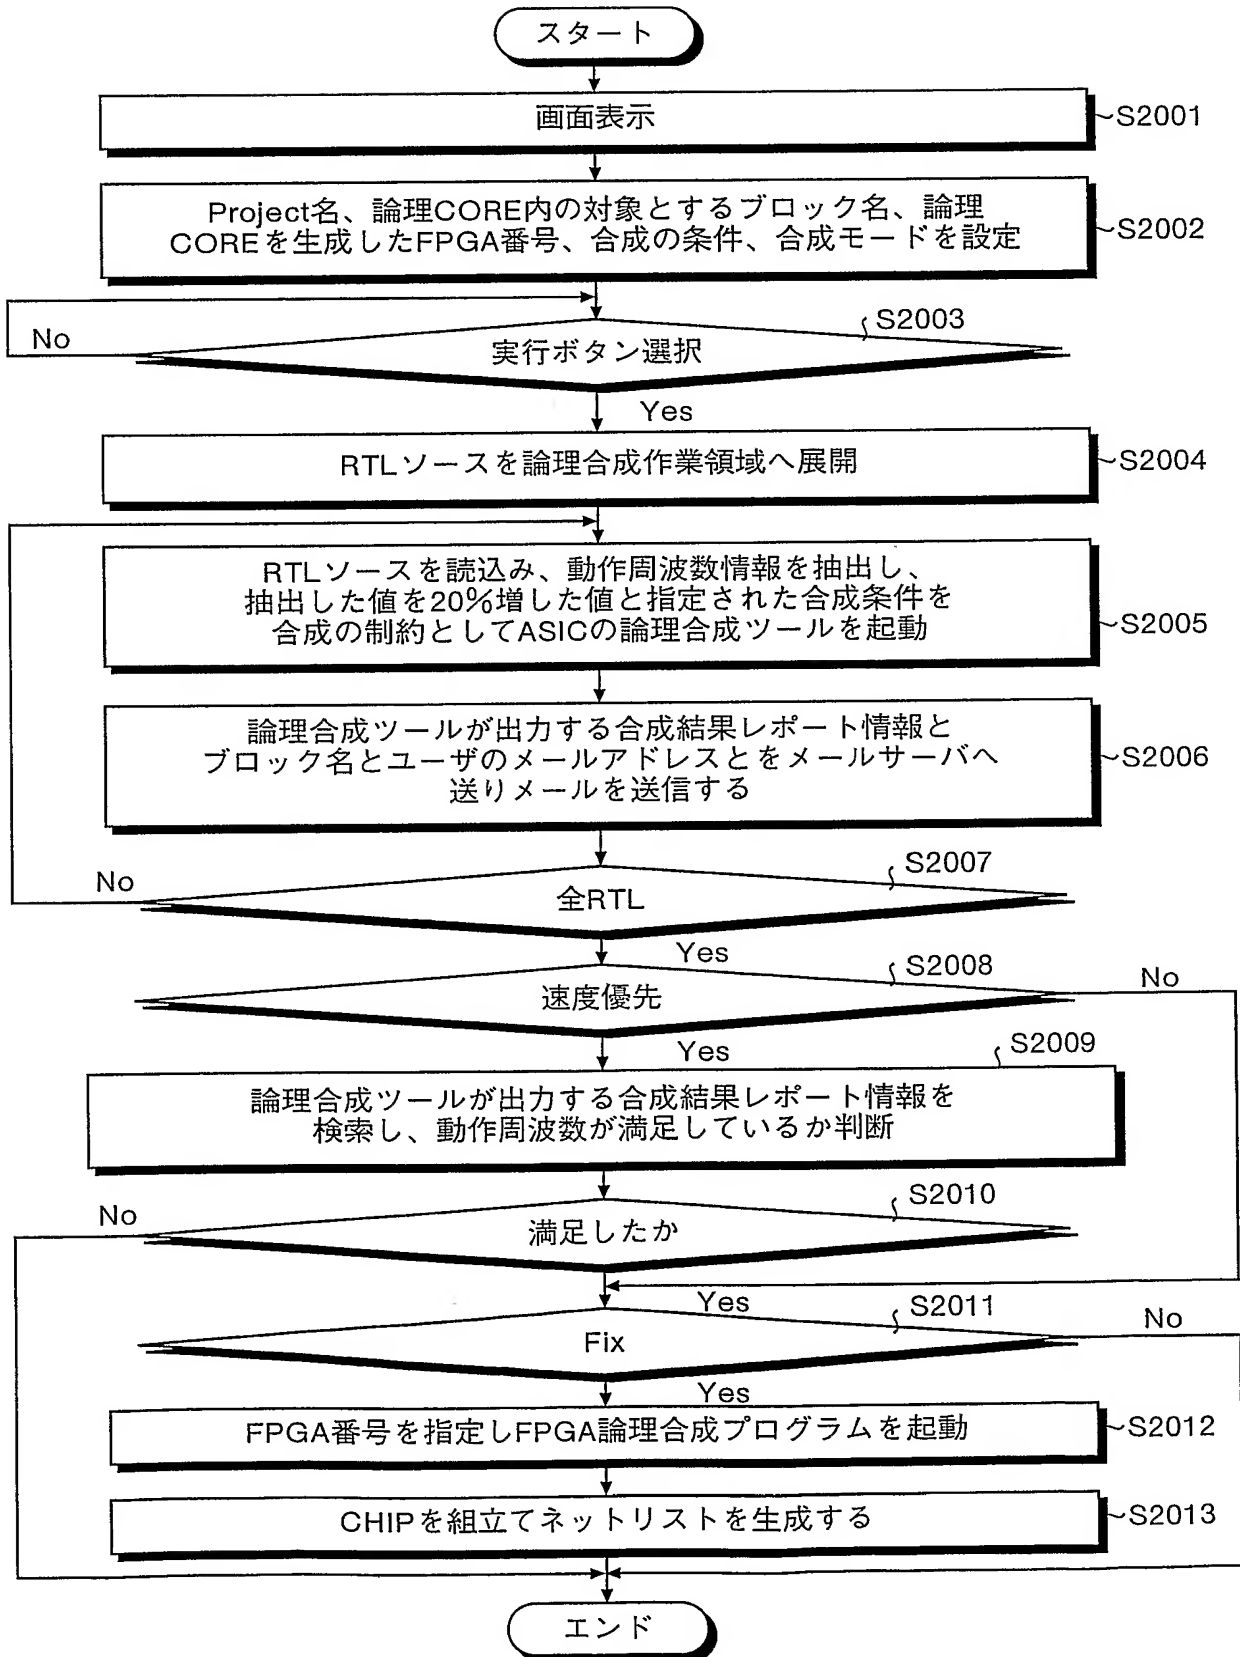 スタート
画面表示
S2001
Project名、論理CORE内の対象とするブロック名、論理
COREを生成したFPGA番号、合成の条件、合成モードを設定
S2002
S2003
No
実行ボタン選択
Yes
RTLソースを論理合成作業領域へ展開
S2004
RTLソースを読込み、動作周波数情報を抽出し、
抽出した値を20%増した値と指定された合成条件を
合成の制約としてASICの論理合成ツールを起動
S2005
論理合成ツールが出力する合成結果レポート情報と
ブロック名とユーザのメールアドレスとをメールサーバへ
送りメールを送信する
S2006
S2007
No
全RTL
Yes
S2008
No
速度優先
Yes
S2009
論理合成ツールが出力する合成結果レポート情報を
検索し、動作周波数が満足しているか判断
S2010
No
満足したか
Yes
S2011
No
Fix
Yes
FPGA番号を指定しFPGA論理合成プログラムを起動
S2012
CHIPを組立てネットリストを生成する
S2013
エンド